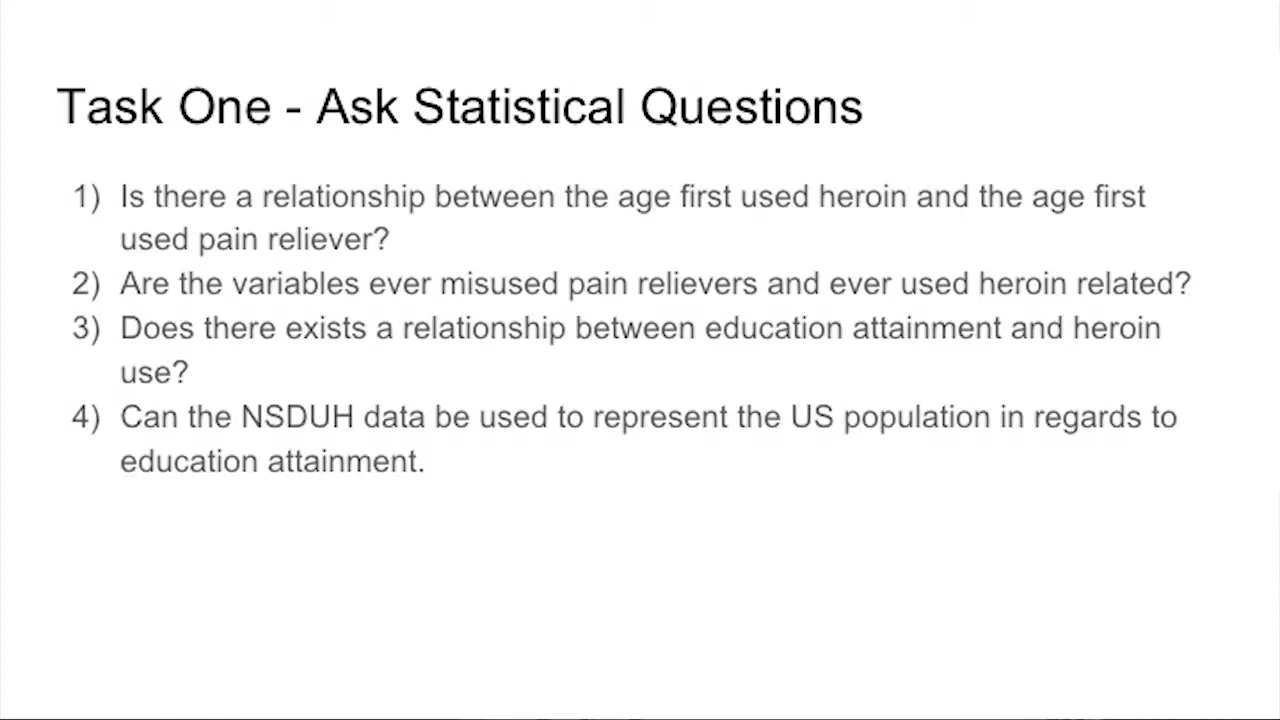 Task One - Ask Statistical Questions
1) Is there a relationship between the age first used heroin and the age first
used pain reliever?
2) Are the variables ever misused pain relievers and ever used heroin related?
3) Does there exists a relationship between education attainment and heroin
use?
4) Can the NSDUH data be used to represent the US population in regards to
education attainment.